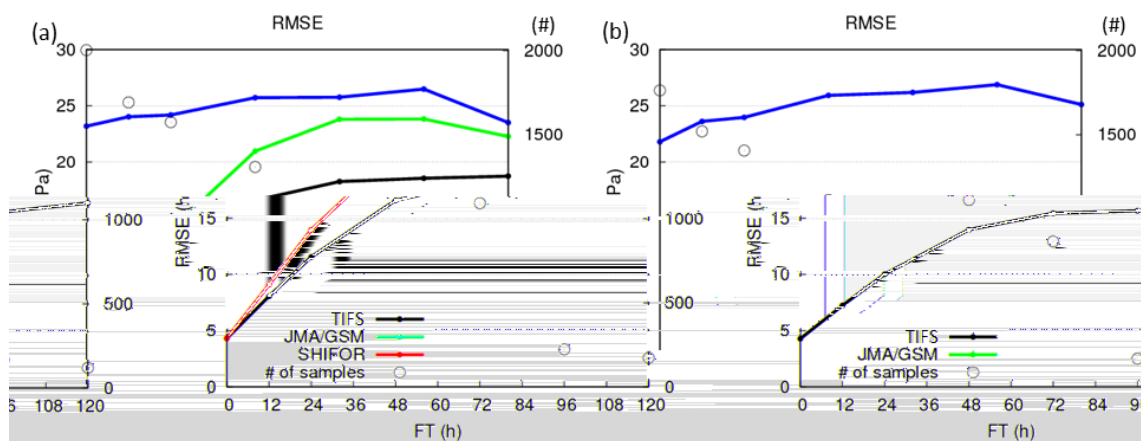 RMSE
(a)
(#)
30
2000
25
20
1500
Pa)
RMSE (h
15
10
5
0
1000
500
0
TIFS
JMA/GSM
SHIFOR
# of samples
108 120
0 12 24 36 48 60 72 84 96 108 120
FT (h)
RMSE
(b)
(#)
30
2000
25
20
1500
Pa)
RMSE (h
15
10
5
0
1000
500
0
TIFS
JMA/GSM
# of samples
0 12 24 36 48 60 72 84
FT (h)